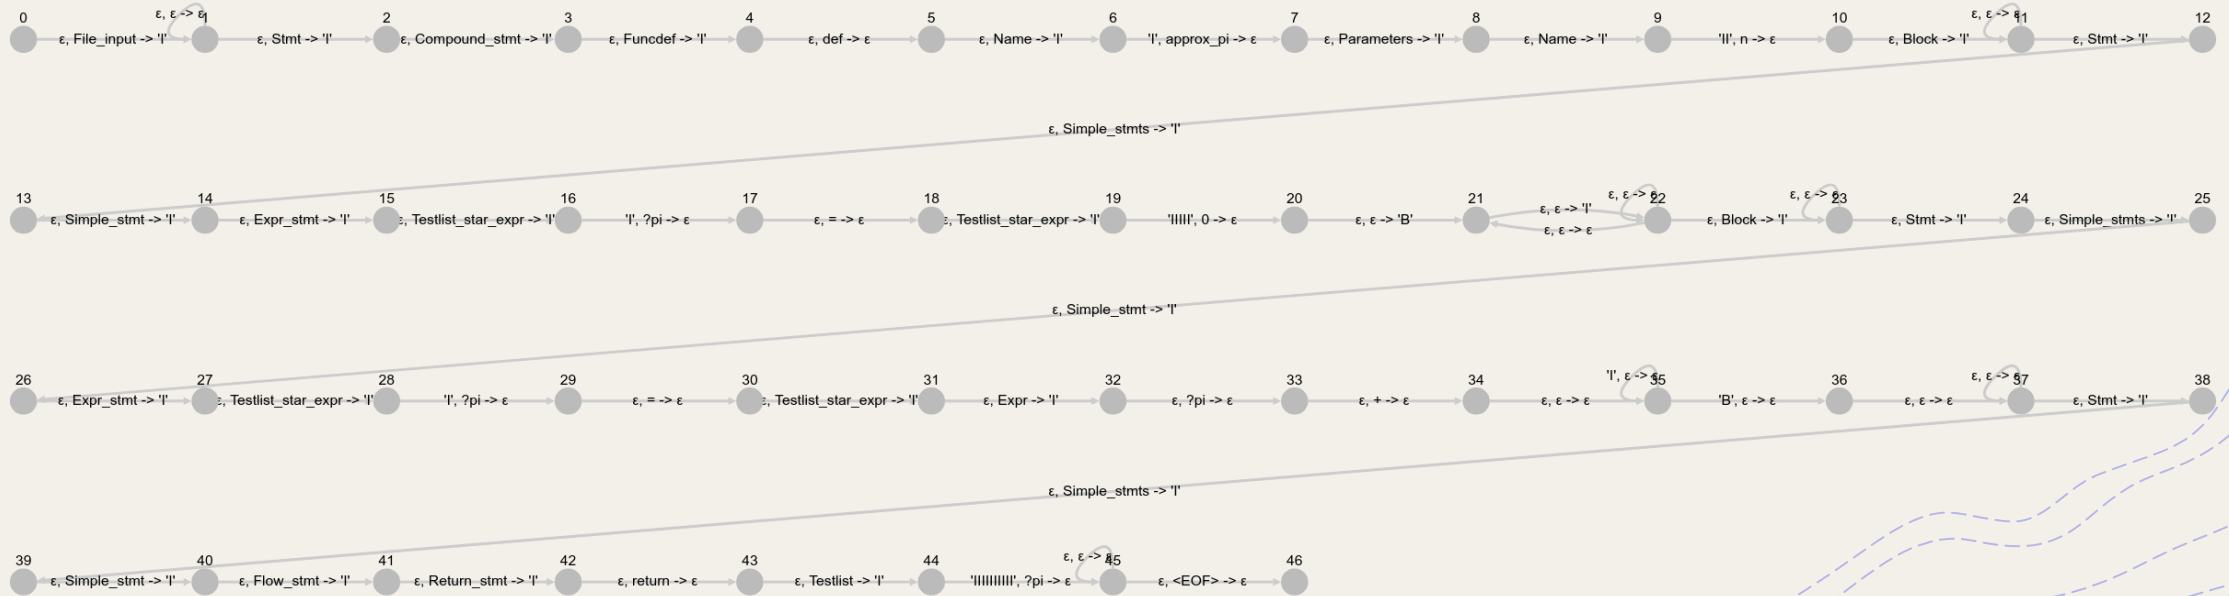 0 1 2 3 4 5 6 7 8 9 10 11 12
ε, ε -> ε ε, ε -> ε
ε, File_input -> 'I' ε, Stmt -> 'I' ε, Compound_stmt -> 'I' ε, Funcdef -> 'I' ε, def -> ε ε, Name -> 'I' 'I', approx_pi -> ε ε, Parameters -> 'I' ε, Name -> 'I' 'II', n -> ε ε, Block -> 'I' ε, Stmt -> 'I'
ε, Simple_stmts -> 'I'
13 14 15 16 17 18 19 20 21 22 23 24 25
ε, ε -> ε ε, ε -> ε
ε, ε -> 'I'
ε, Simple_stmt -> 'I' ε, Expr_stmt -> 'I' ε, Testlist_star_expr -> 'I' 'I', ?pi -> ε ε, = -> ε ε, Testlist_star_expr -> 'I' 'IIIII', 0 -> ε ε, ε -> 'B' ε, Block -> 'I' ε, Stmt -> 'I' ε, Simple_stmts -> 'I'
ε, ε -> ε
ε, Simple_stmt -> 'I'
26 27 28 29 30 31 32 33 34 35 36 37 38
'I', ε -> ε ε, ε -> ε
ε, Expr_stmt -> 'I' ε, Testlist_star_expr -> 'I' 'I', ?pi -> ε ε, = -> ε ε, Testlist_star_expr -> 'I' ε, Expr -> 'I' ε, ?pi -> ε ε, + -> ε ε, ε -> ε 'B', ε -> ε ε, ε -> ε ε, Stmt -> 'I'
ε, Simple_stmts -> 'I'
39 40 41 42 43 44 45 46
ε, ε -> ε
ε, Simple_stmt -> 'I' ε, Flow_stmt -> 'I' ε, Return_stmt -> 'I' ε, return -> ε ε, Testlist -> 'I' 'IIIIIIIIII', ?pi -> ε ε, <EOF> -> ε